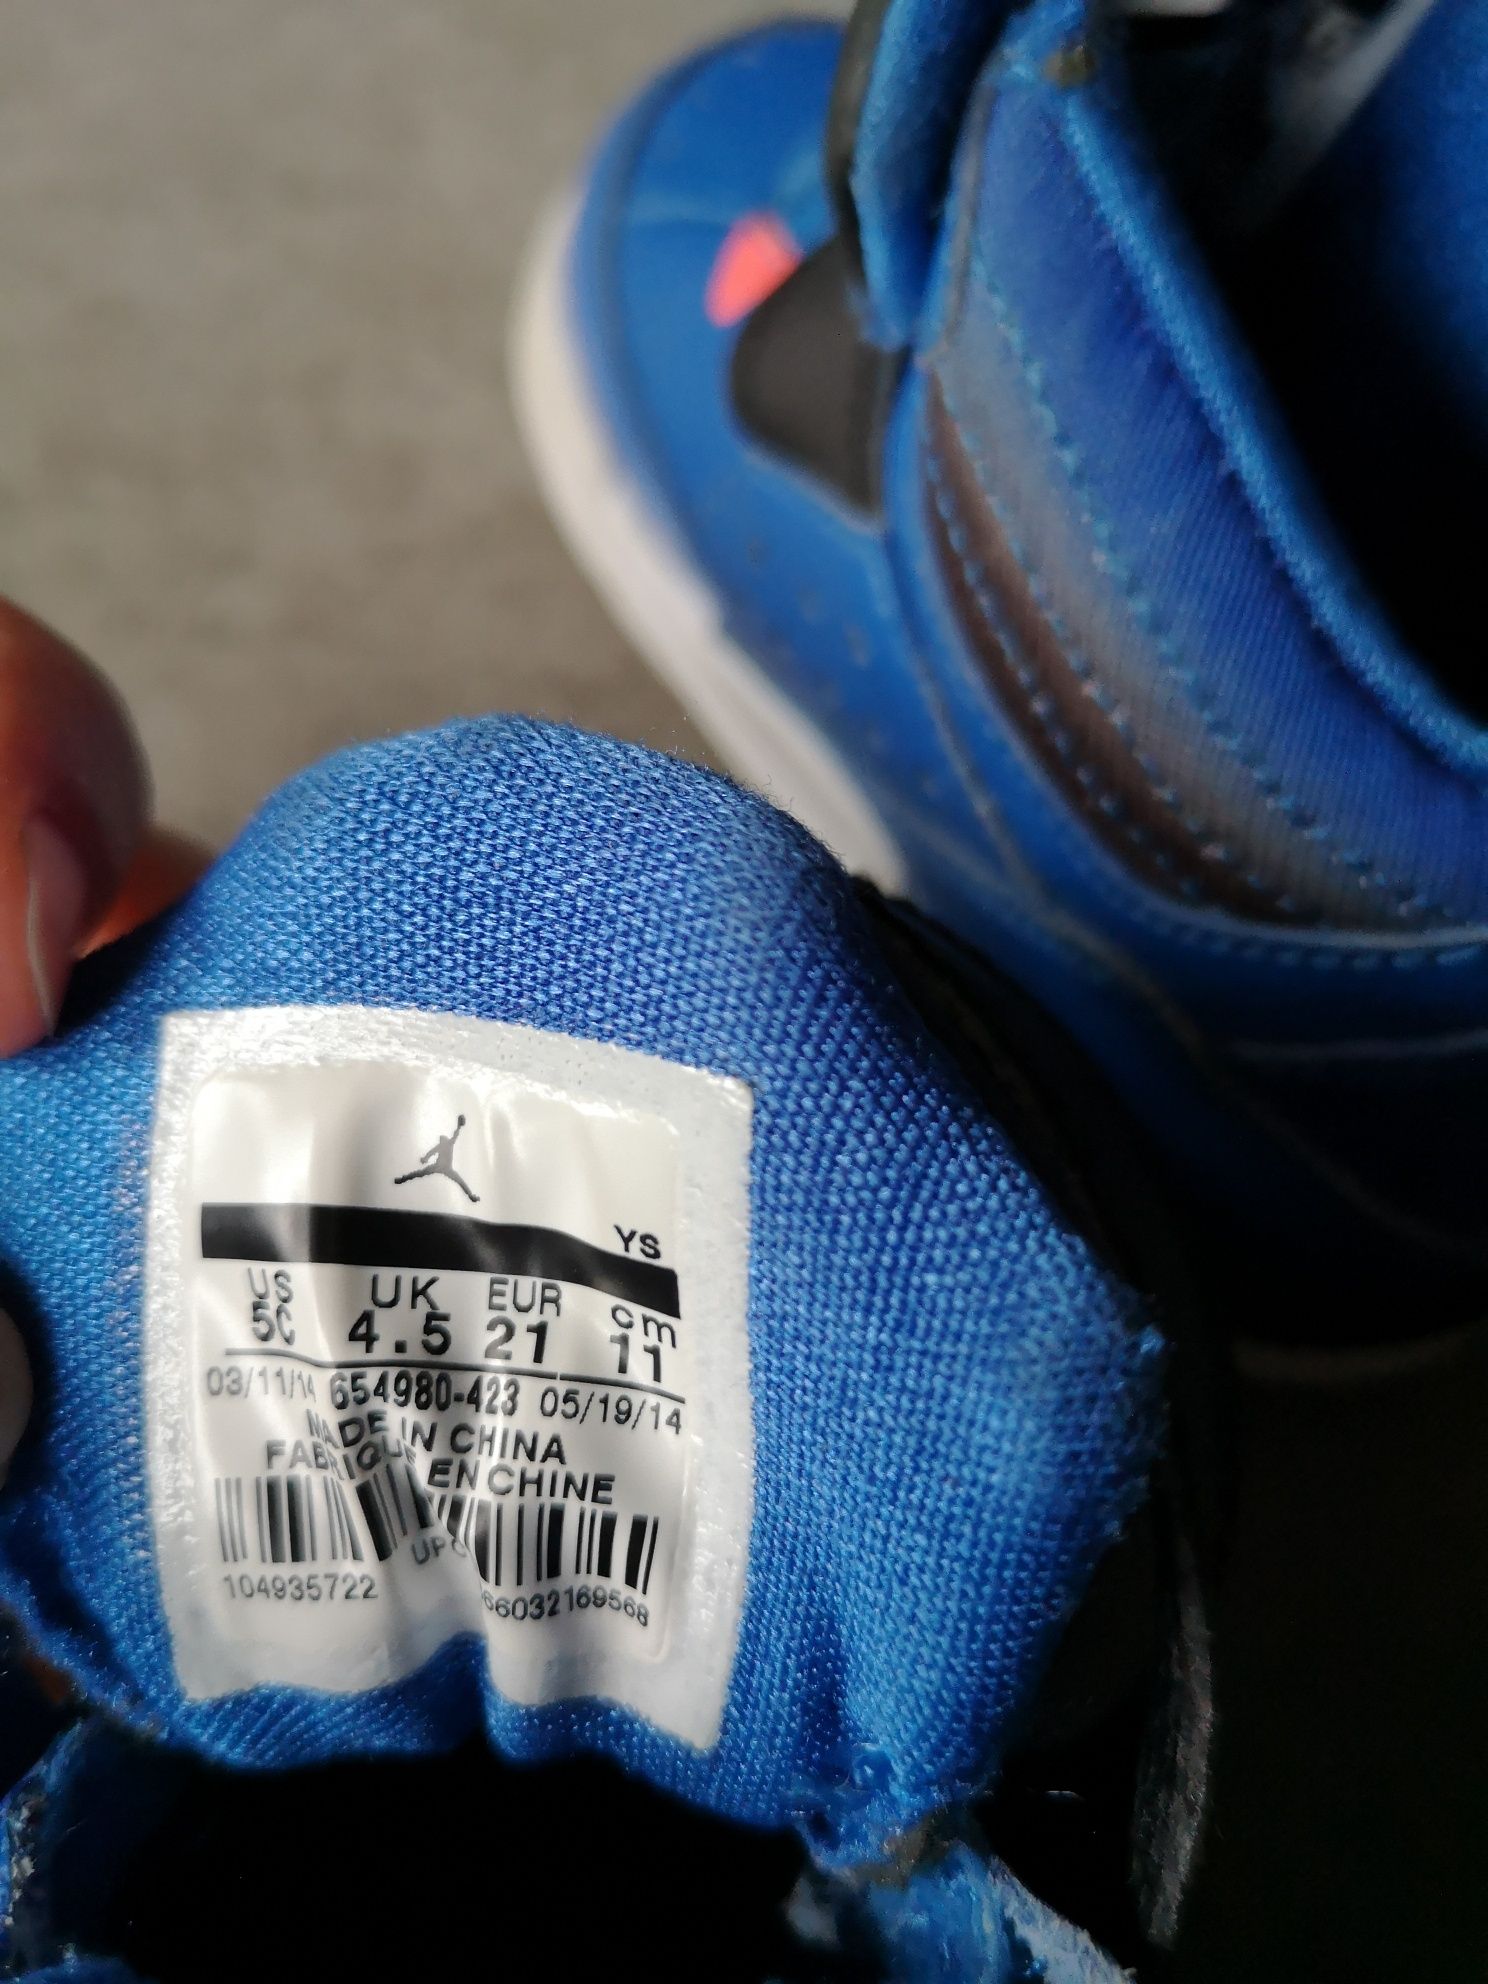 YS
US UK EUR cm
5C 4.5 21 11
03/11/14 654980-423 05/19/14
MADE IN CHINA
FABRIQUE EN CHINE
UPC
104935722 66032169568